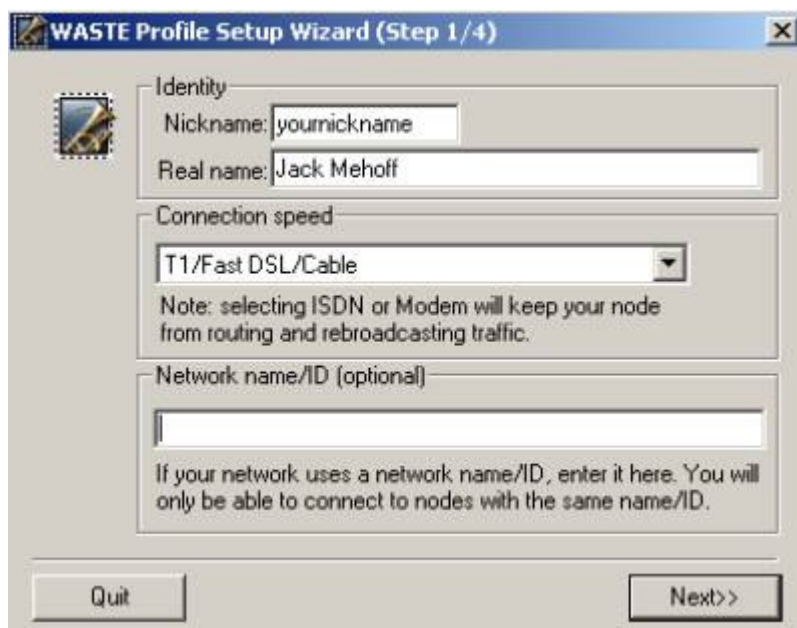 WASTE Profile Setup Wizard (Step 1/4)
Identity
Nickname: yournickname
Real name: Jack Mehoff
Connection speed
T1/Fast DSL/Cable
Note: selecting ISDN or Modem will keep your node
from routing and rebroadcasting traffic.
Network name/ID (optional)
If your network uses a network name/ID, enter it here. You will
only be able to connect to nodes with the same name/ID.
Quit
Next>>